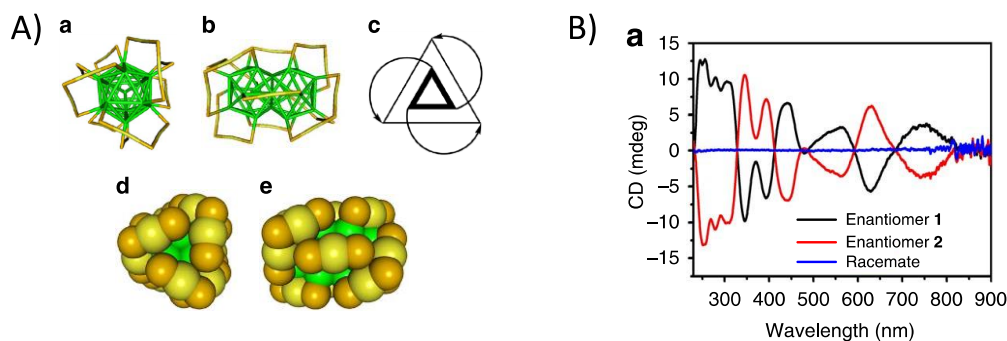 A)
a
b
c
d
e
B)
a
CD (mdeg)
15
10
5
0
−5
−10
−15
Enantiomer 1
Enantiomer 2
Racemate
300 400 500 600 700 800 900
Wavelength (nm)